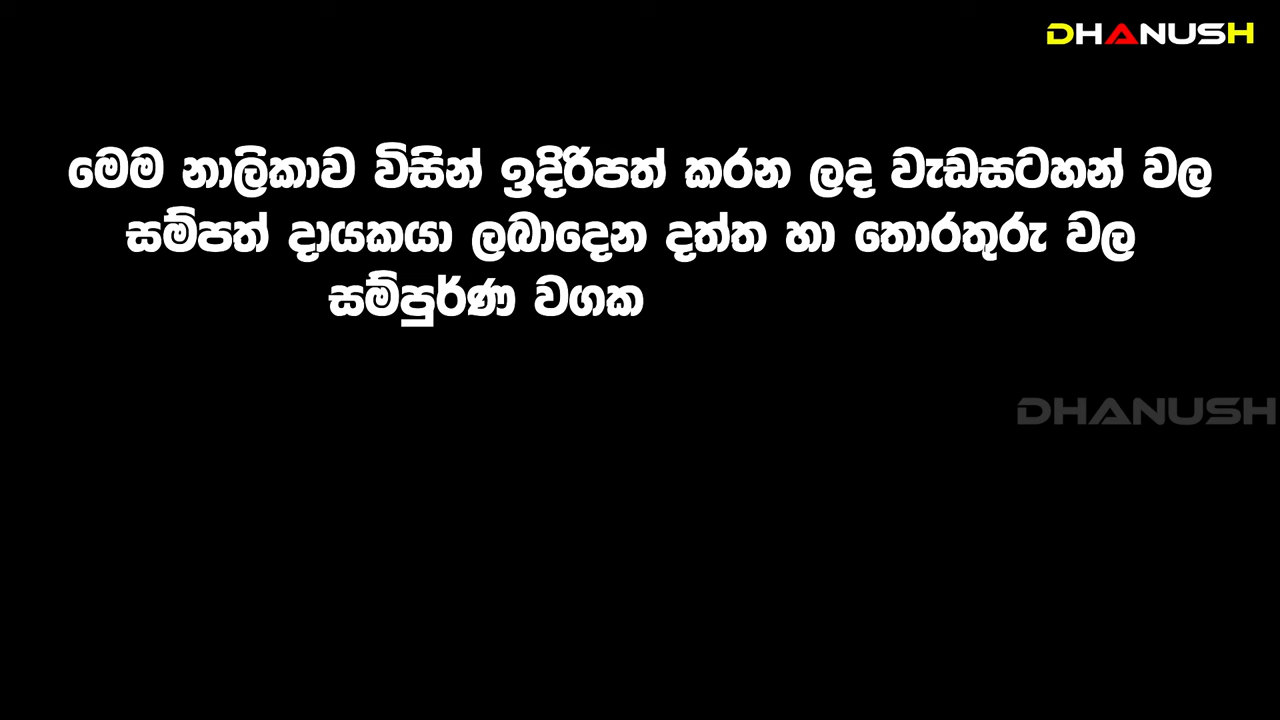 DHANUSH
මෙම නාලිකාව විසින් ඉදිරිපත් කරන ලද වැඩසටහන් වල
සම්පත් දායකයා ලබාදෙන දත්ත හා තොරතුරු වල
සම්පුර්ණ වගක
DHANUSH